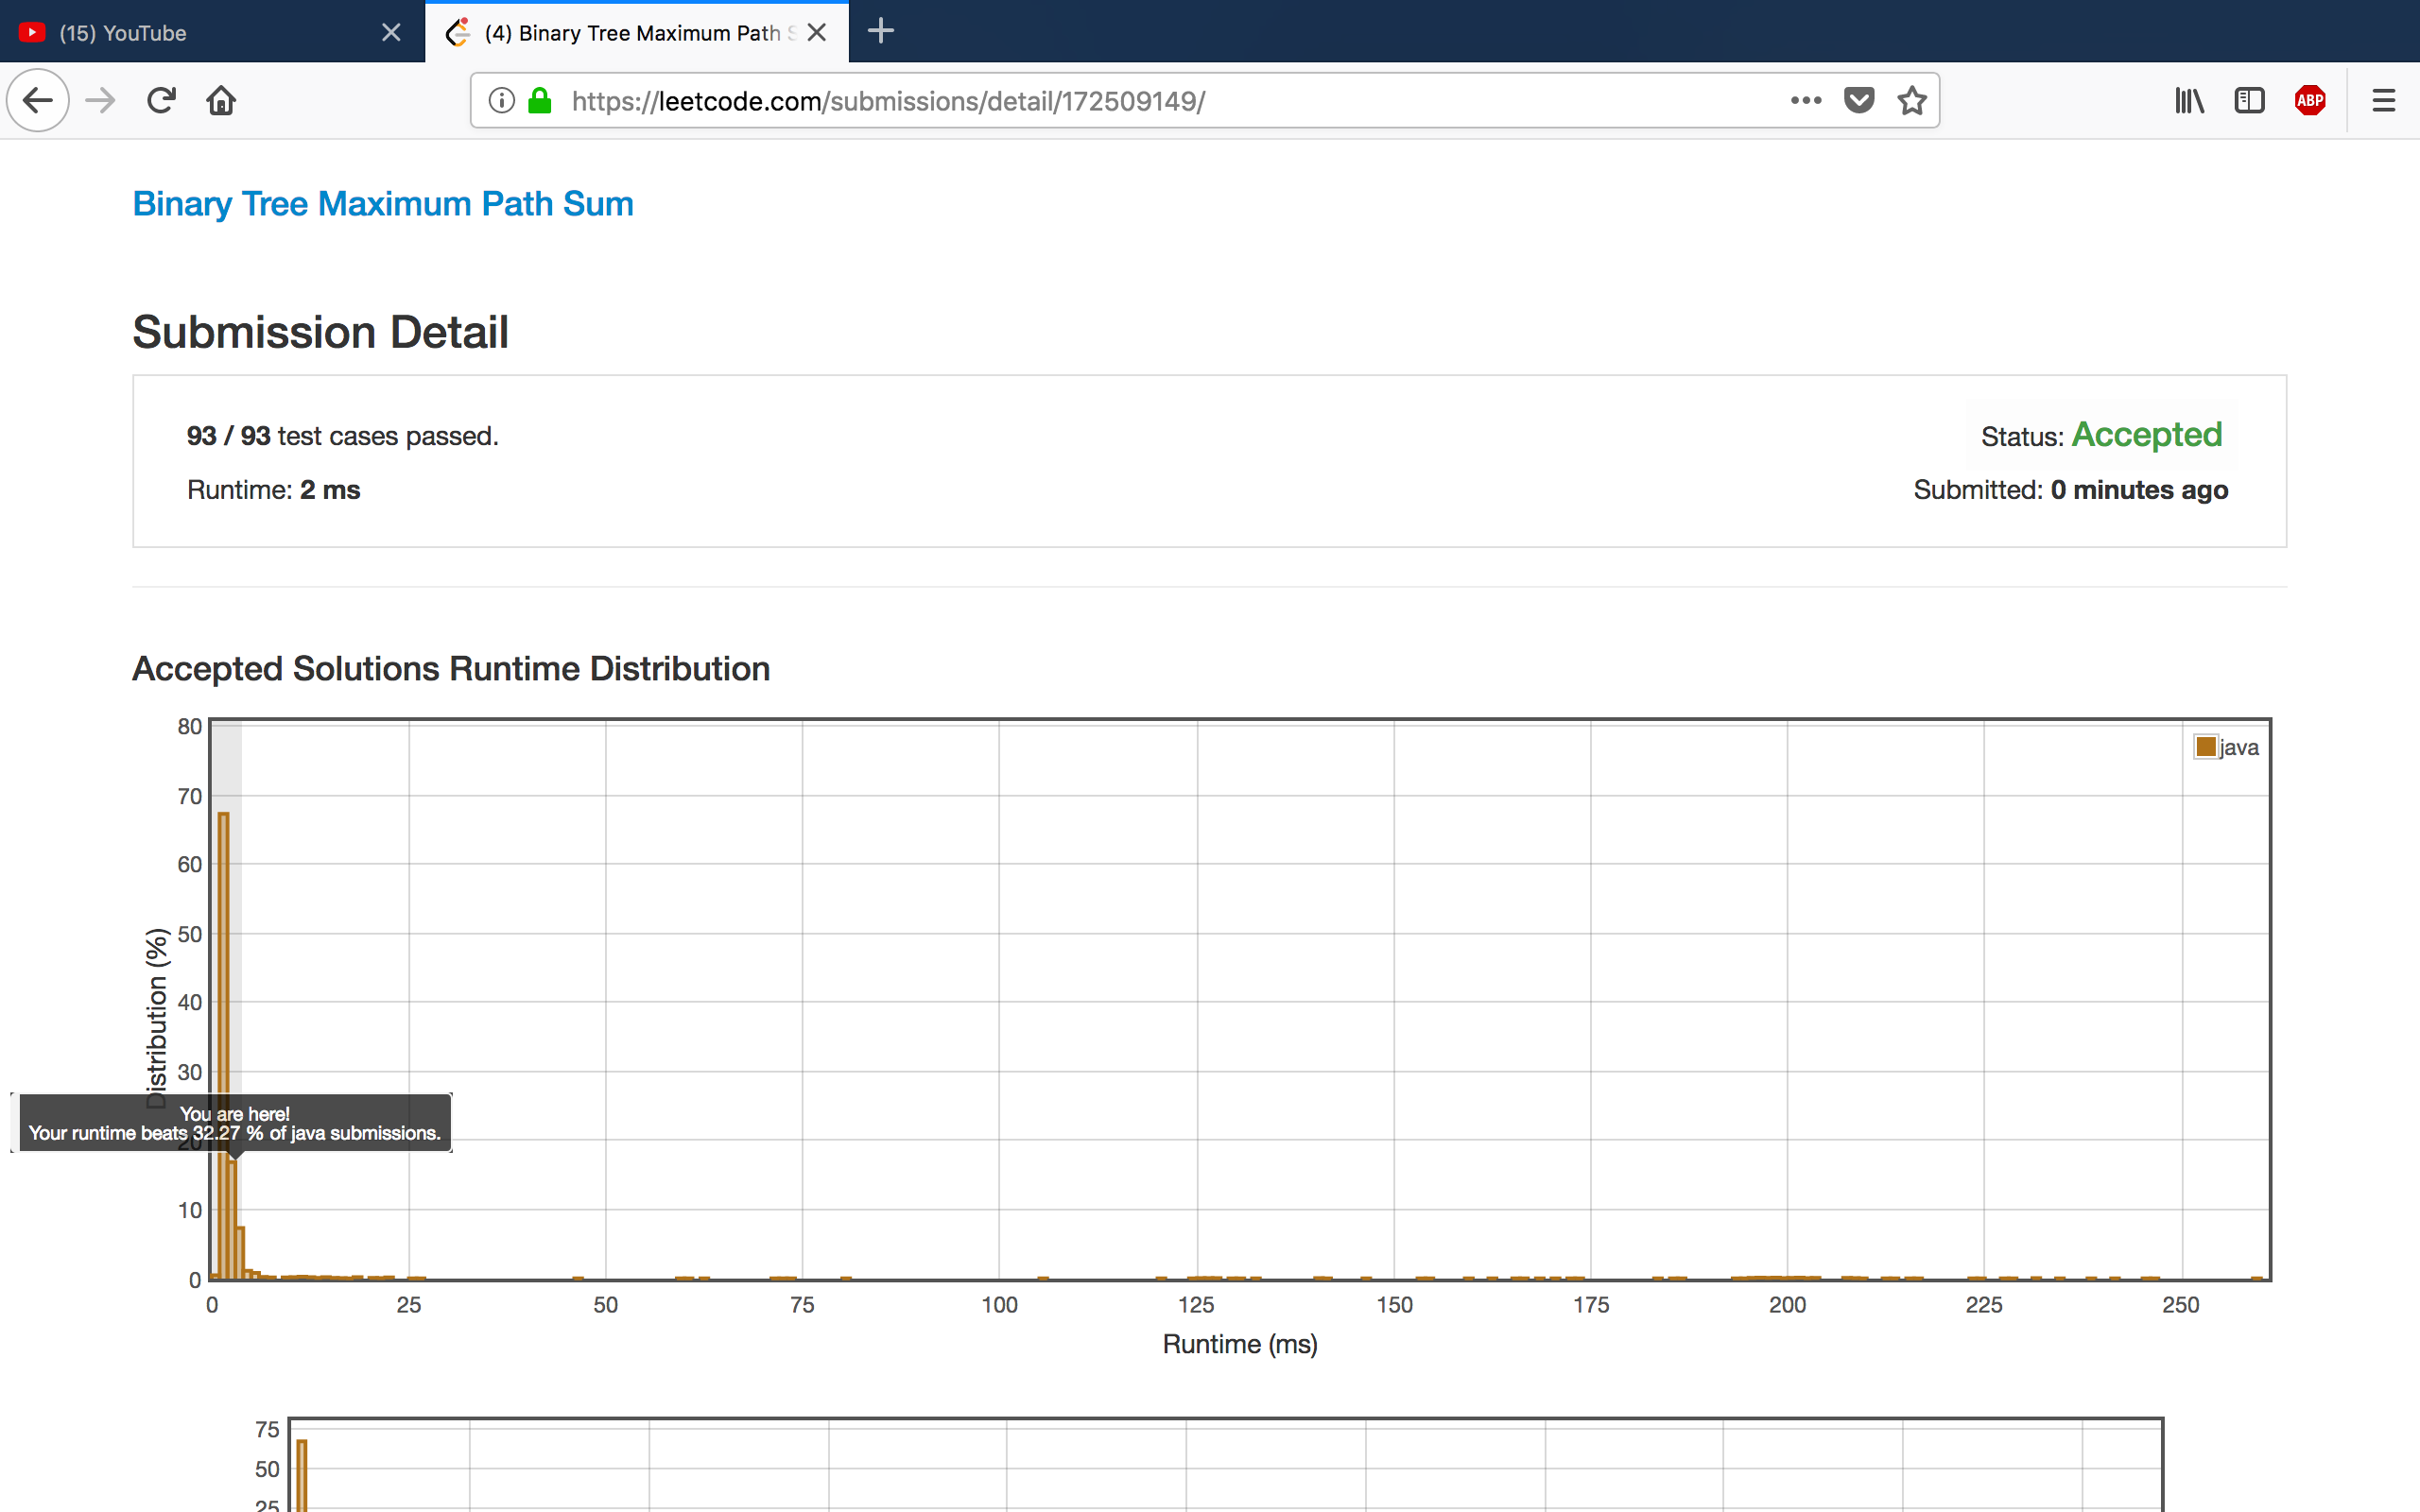 (15) YouTube
(4) Binary Tree Maximum Path S
https://leetcode.com/submissions/detail/172509149/
ABP
Binary Tree Maximum Path Sum
Submission Detail
93 / 93 test cases passed.
Status: Accepted
Runtime: 2 ms
Submitted: 0 minutes ago
Accepted Solutions Runtime Distribution
80
70
60
50
40
30
20
10
0
Distribution (%)
java
You are here!
Your runtime beats 32.27 % of java submissions.
0 25 50 75 100 125 150 175 200 225 250
Runtime (ms)
75
50
25